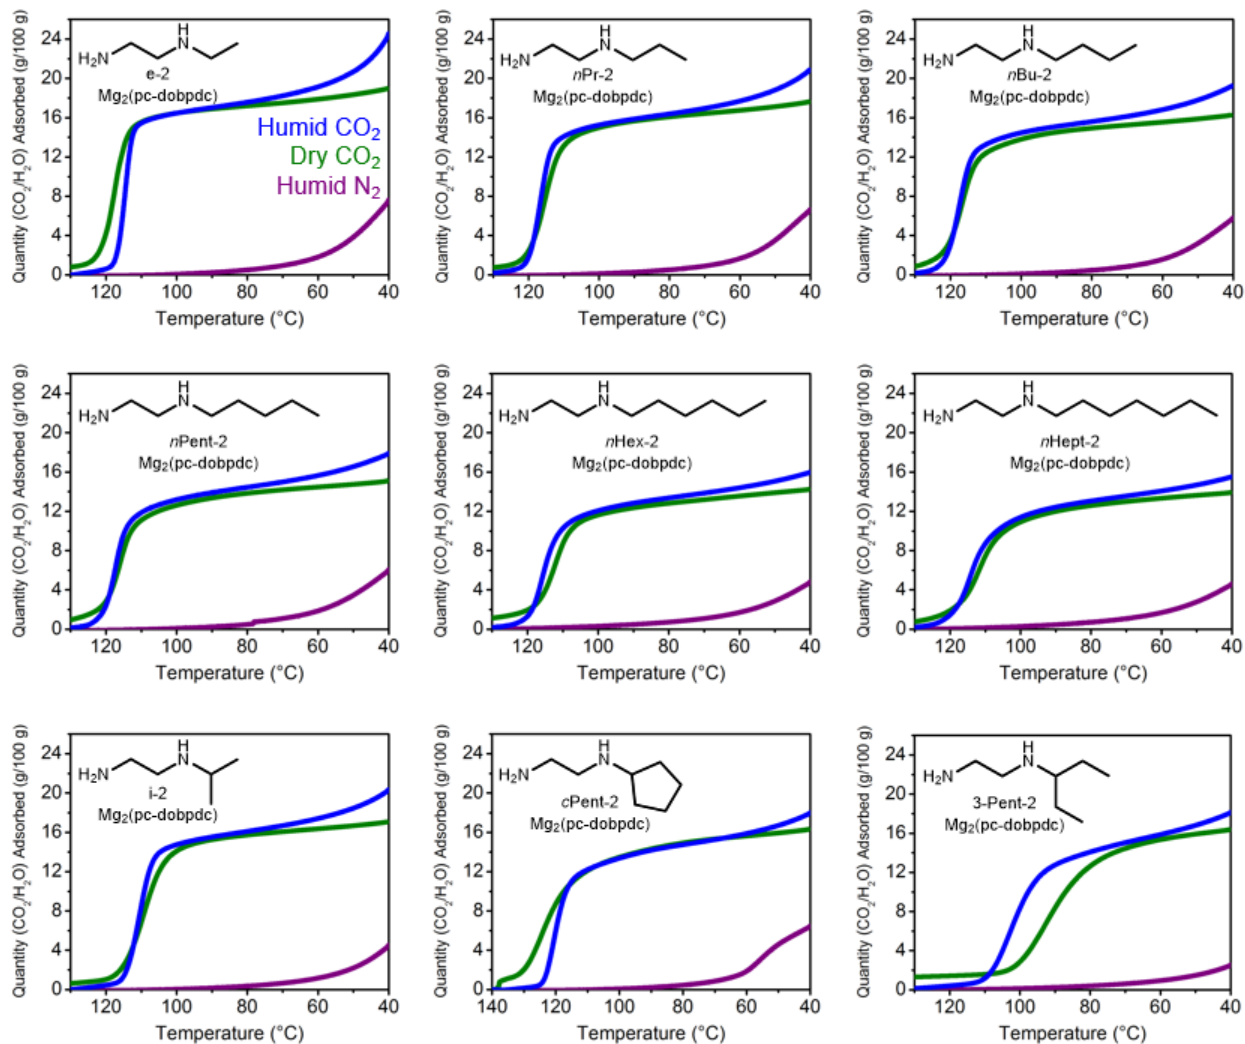 Quantity (CO2/H2O) Adsorbed (g/100 g)
24
20
16
12
8
4
0
H2N
H
N
e-2
Mg2(pc-dobpdc)
Humid CO2
Dry CO2
Humid N2
120 100 80 60 40
Temperature (°C)
Quantity (CO2/H2O) Adsorbed (g/100 g)
24
20
16
12
8
4
0
H2N
H
N
nPr-2
Mg2(pc-dobpdc)
120 100 80 60 40
Temperature (°C)
Quantity (CO2/H2O) Adsorbed (g/100 g)
24
20
16
12
8
4
0
H2N
H
N
nBu-2
Mg2(pc-dobpdc)
120 100 80 60 40
Temperature (°C)
Quantity (CO2/H2O) Adsorbed (g/100 g)
24
20
16
12
8
4
0
H2N
H
N
nPent-2
Mg2(pc-dobpdc)
120 100 80 60 40
Temperature (°C)
Quantity (CO2/H2O) Adsorbed (g/100 g)
24
20
16
12
8
4
0
H2N
H
N
nHex-2
Mg2(pc-dobpdc)
120 100 80 60 40
Temperature (°C)
Quantity (CO2/H2O) Adsorbed (g/100 g)
24
20
16
12
8
4
0
H2N
H
N
nHept-2
Mg2(pc-dobpdc)
120 100 80 60 40
Temperature (°C)
Quantity (CO2/H2O) Adsorbed (g/100 g)
24
20
16
12
8
4
0
H2N
H
N
i-2
Mg2(pc-dobpdc)
120 100 80 60 40
Temperature (°C)
Quantity (CO2/H2O) Adsorbed (g/100 g)
24
20
16
12
8
4
0
H2N
H
N
cPent-2
Mg2(pc-dobpdc)
140 120 100 80 60 40
Temperature (°C)
Quantity (CO2/H2O) Adsorbed (g/100 g)
24
20
16
12
8
4
0
H2N
H
N
3-Pent-2
Mg2(pc-dobpdc)
120 100 80 60 40
Temperature (°C)